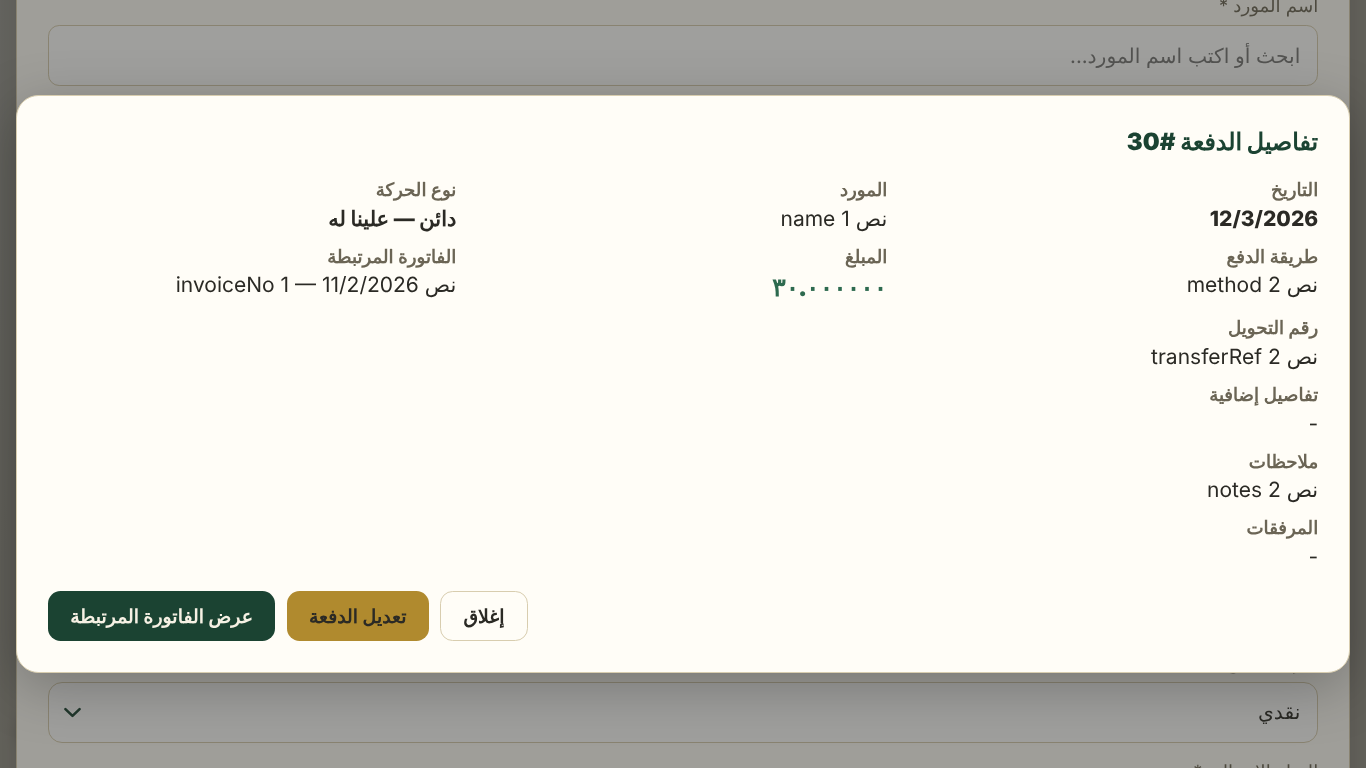 اسم المورد *
ابحث أو اكتب اسم المورد...
تفاصيل الدفعة #30
التاريخ
12/3/2026
المورد
نص name 1
نوع الحركة
دائن — علينا له
طريقة الدفع
نص method 2
المبلغ
٣٠.٠٠٠٠٠٠
الفاتورة المرتبطة
نص invoiceNo 1 — 11/2/2026
رقم التحويل
نص transferRef 2
تفاصيل إضافية
-
ملاحظات
نص notes 2
المرفقات
-
إغلاق
تعديل الدفعة
عرض الفاتورة المرتبطة
نقدي